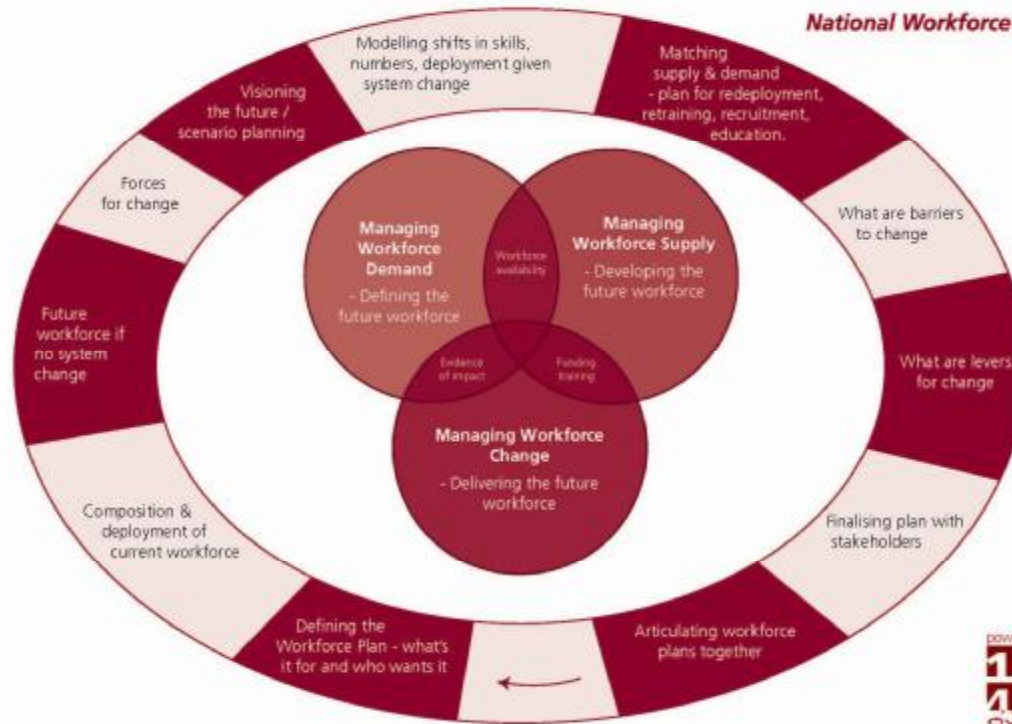 National Workforce
Modelling shifts in skills,
numbers, deployment given
system change
Matching
supply & demand
- plan for redeployment,
retraining, recruitment,
education.
Visioning
the future /
scenario planning
Forces
for change
What are barriers
to change
Managing
Workforce
Demand
- Defining the
future workforce
Workforce
availability
Managing
Workforce Supply
- Developing the
future workforce
Future
workforce if
no system
change
Evidence
of impact
Funding
training
What are levers
for change
Managing Workforce
Change
- Delivering the future
workforce
Composition &
deployment of
current workforce
Finalising plan with
stakeholders
Defining the
Workforce Plan - what's
it for and who wants it
Articulating workforce
plans together